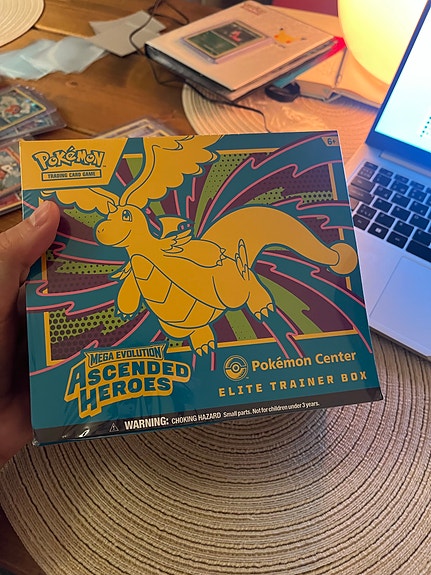 Pokémon
TRADING CARD GAME
6+
MEGA EVOLUTION
ASCENDED
HEROES
Pokémon Center
ELITE TRAINER BOX
WARNING: CHOKING HAZARD Small parts. Not for children under 3 years.